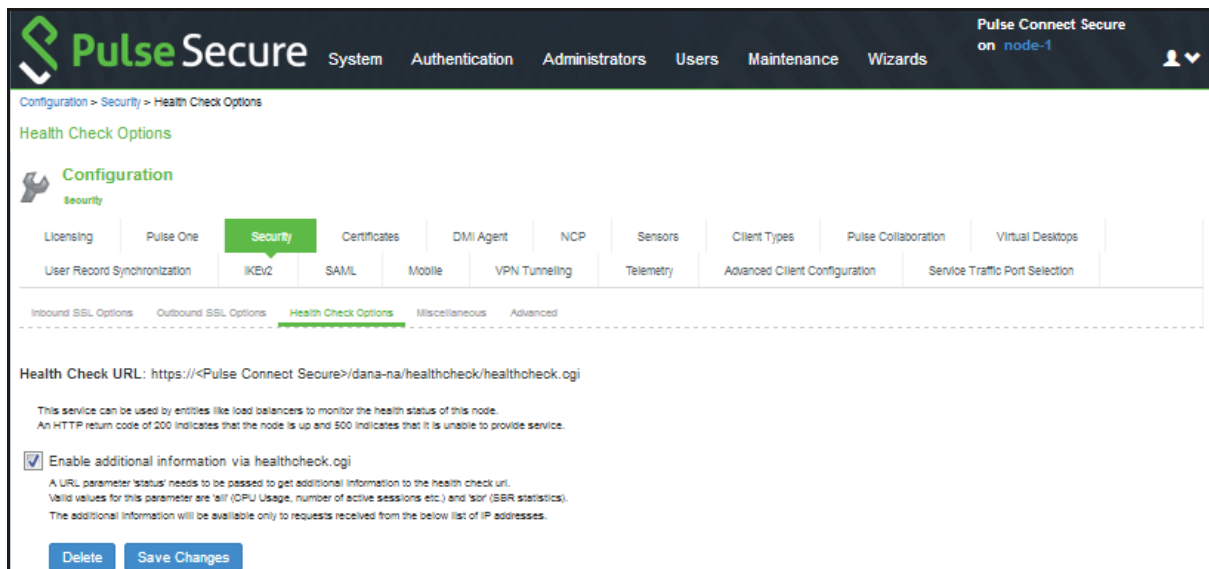 Pulse Connect Secure
on node-1
Pulse Secure System Authentication Administrators Users Maintenance Wizards
Configuration > Security > Health Check Options
Health Check Options
Configuration
Security
Licensing Pulse One Security Certificates DMI Agent NCP Sensors Client Types Pulse Collaboration Virtual Desktops
User Record Synchronization IKEv2 SAML Mobile VPN Tunneling Telemetry Advanced Client Configuration Service Traffic Port Selection
Inbound SSL Options Outbound SSL Options Health Check Options Miscellaneous Advanced
Health Check URL: https://<Pulse Connect Secure>/dana-na/healthcheck/healthcheck.cgi
This service can be used by entities like load balancers to monitor the health status of this node.
An HTTP return code of 200 indicates that the node is up and 500 indicates that it is unable to provide service.
Enable additional information via healthcheck.cgi
A URL parameter 'status' needs to be passed to get additional information to the health check url.
Valid values for this parameter are 'all' (CPU Usage, number of active sessions etc.) and 'sbr' (SBR statistics).
The additional information will be available only to requests received from the below list of IP addresses.
Delete Save Changes